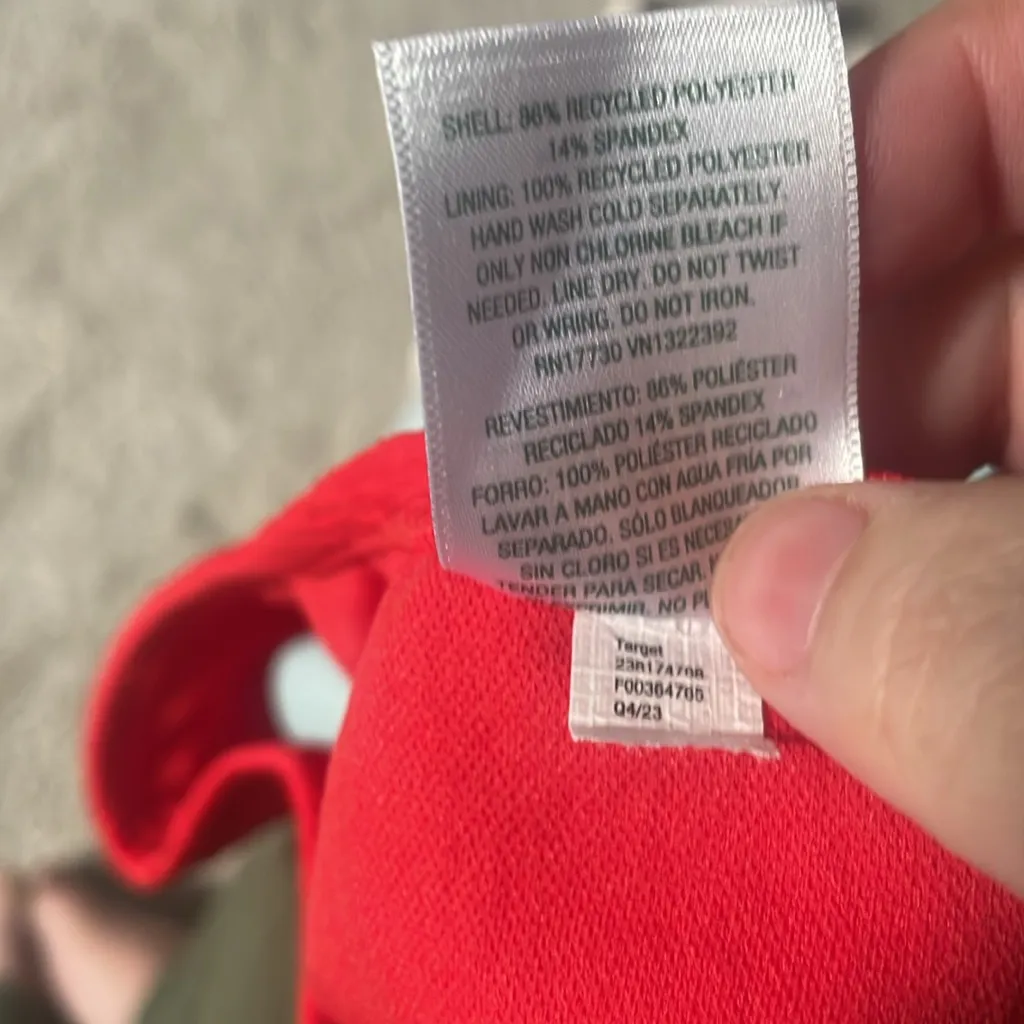 SHELL: 86% RECYCLED POLYESTER
14% SPANDEX
LINING: 100% RECYCLED POLYESTER
HAND WASH COLD SEPARATELY.
ONLY NON CHLORINE BLEACH IF
NEEDED. LINE DRY. DO NOT TWIST
OR WRING. DO NOT IRON.
RN17730 VN1322392
REVESTIMIENTO: 86% POLIÉSTER
RECICLADO 14% SPANDEX
FORRO: 100% POLIÉSTER RECICLADO
LAVAR A MANO CON AGUA FRÍA POR
SEPARADO. SÓLO BLANQUEADOR
SIN CLORO SI ES
TENDER PARA SECAR.
NO
Target
F00364765
Q4/23